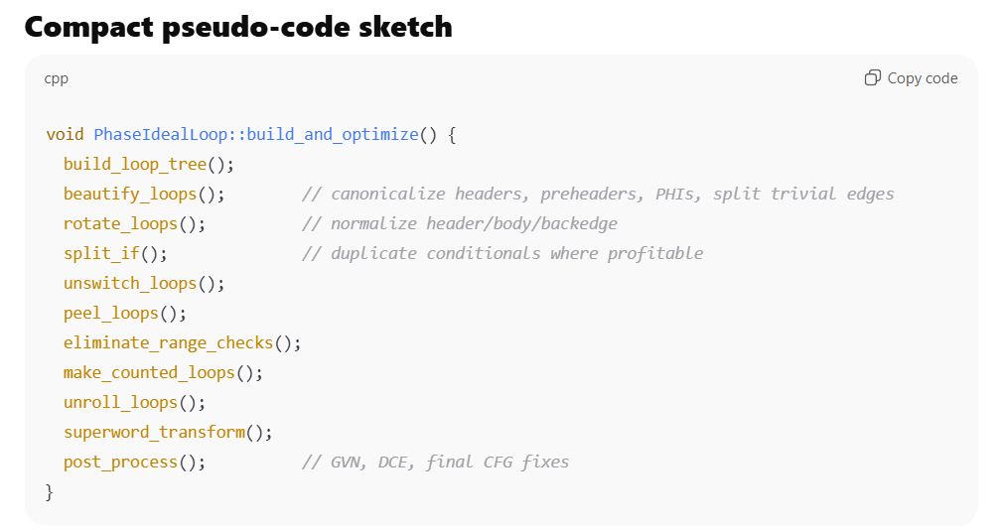 Compact pseudo-code sketch
cpp
Copy code
void PhaseIdealLoop::build_and_optimize() {
  build_loop_tree();
  beautify_loops();        // canonicalize headers, preheaders, PHIs, split trivial edges
  rotate_loops();          // normalize header/body/backedge
  split_if();              // duplicate conditionals where profitable
  unswitch_loops();
  peel_loops();
  eliminate_range_checks();
  make_counted_loops();
  unroll_loops();
  superword_transform();
  post_process();          // GVN, DCE, final CFG fixes
}